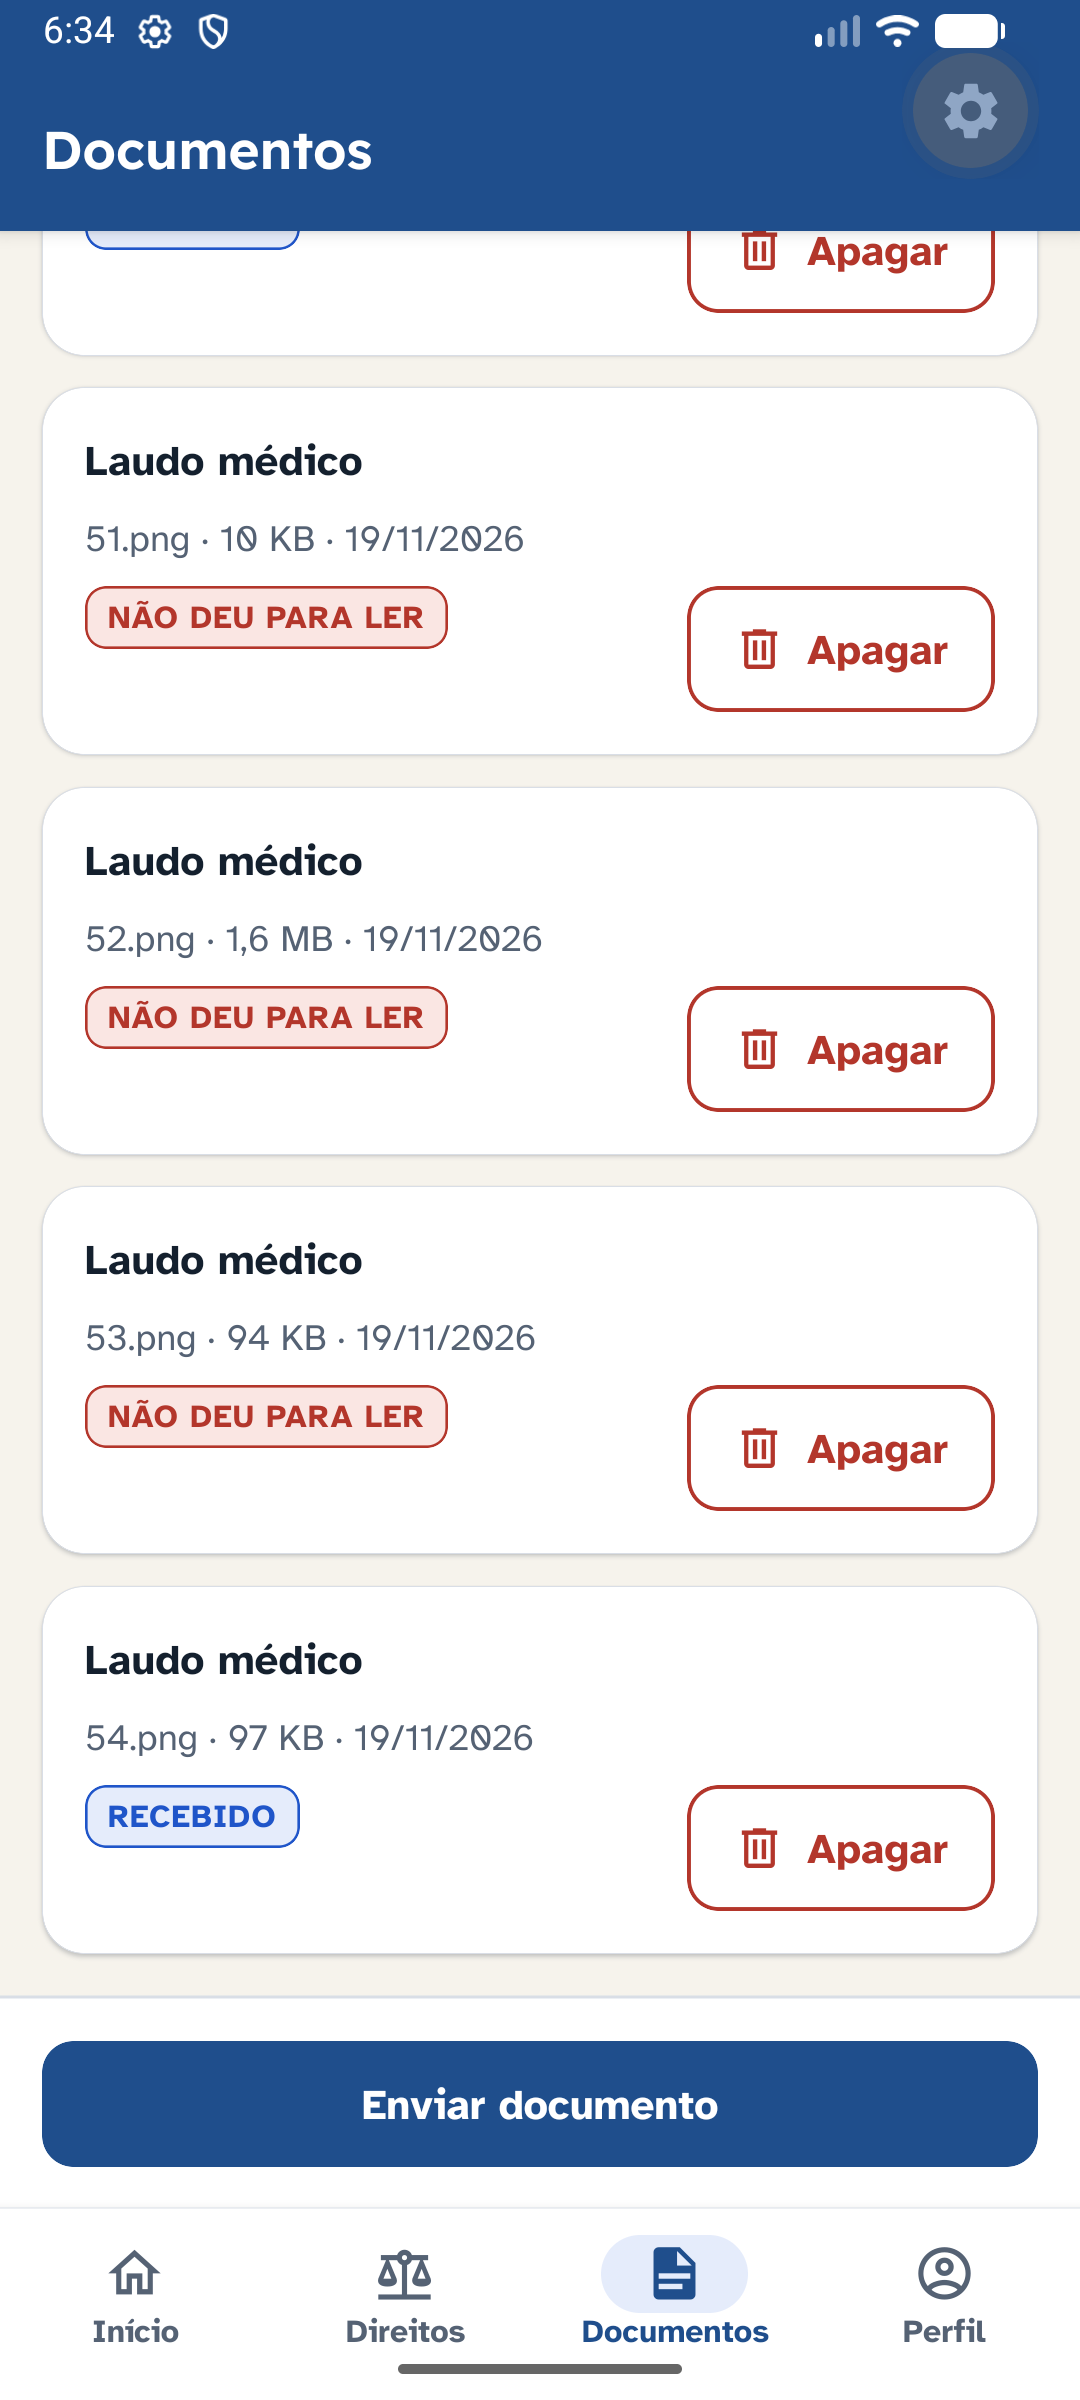 6:34
Documentos
Apagar
Laudo médico
51.png · 10 KB · 19/11/2026
NÃO DEU PARA LER
Apagar
Laudo médico
52.png · 1,6 MB · 19/11/2026
NÃO DEU PARA LER
Apagar
Laudo médico
53.png · 94 KB · 19/11/2026
NÃO DEU PARA LER
Apagar
Laudo médico
54.png · 97 KB · 19/11/2026
RECEBIDO
Apagar
Enviar documento
Início
Direitos
Documentos
Perfil